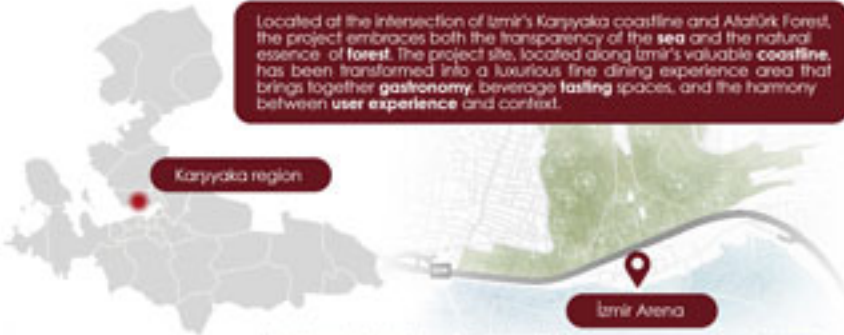 Located at the intersection of Izmir's Karşıyaka coastline and Atatürk Forest,
the project embraces both the transparency of the sea and the natural
essence of forest. The project site, located along İzmir's valuable coastline,
has been transformed into a luxurious fine dining experience area that
brings together gastronomy, beverage tasting spaces, and the harmony
between user experience and context.
Karşıyaka region
İzmir Arena